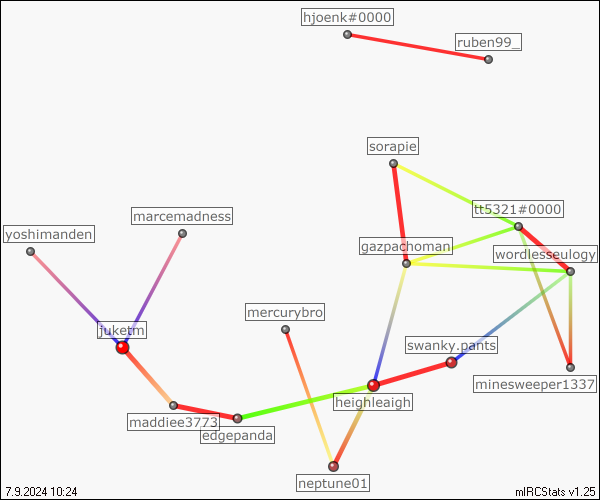 hjoenk#0000
ruben99_
sorapie
tt5321#0000
marcemadness
yoshimanden
gazpachoman
wordlesseulogy
mercurybro
juketm
swanky.pants
minesweeper1337
heighleaigh
maddiee3773
edgepanda
neptune01
7.9.2024 10:24
mIRCStats v1.25